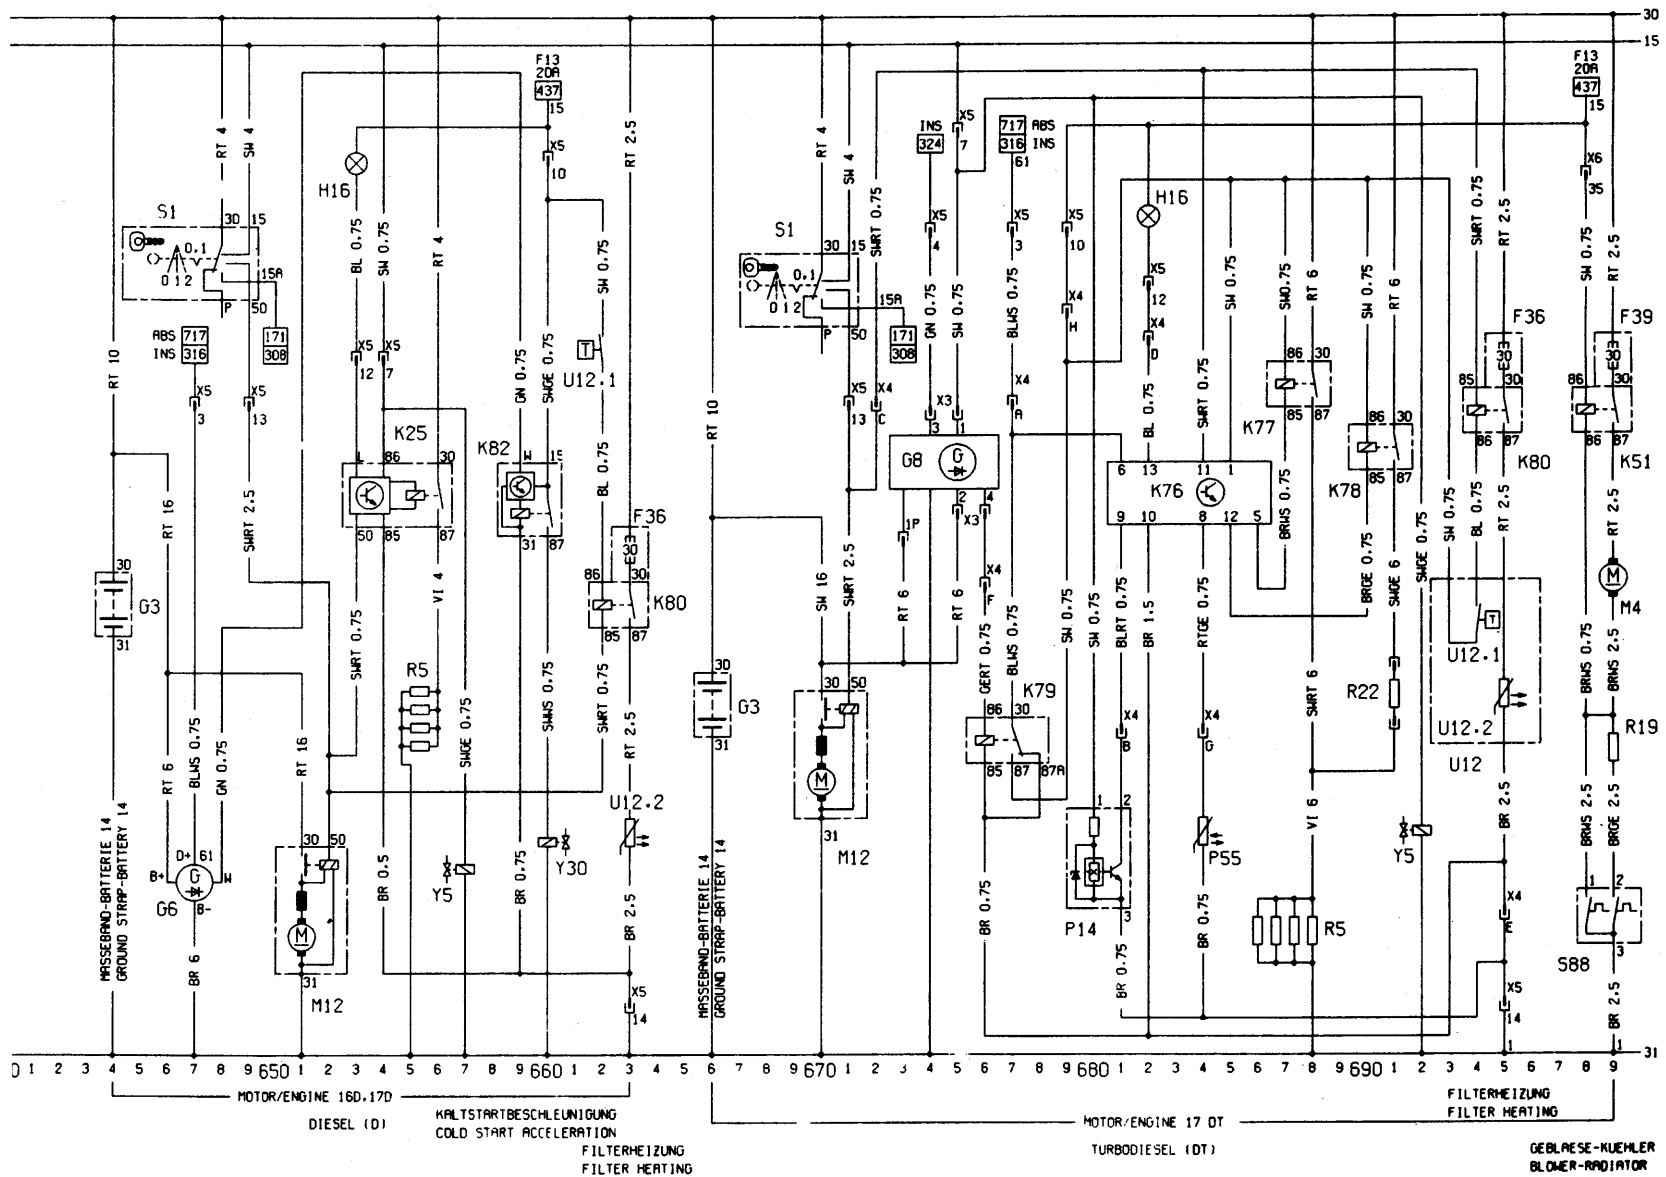 30
15
F13
20A
437
15
X5
10
RT 4
SW 4
RT 2.5
H16
S1
30
15
0.1
0 1 2
15A
P
50
BL 0.75
SW 0.75
RT 4
SW 0.75
ABS
717
INS
316
171
308
RT 10
X5
3
X5
13
X5
12
X5
7
GN 0.75
SWGE 0.75
U12.1
T
K25
L
86
30
50
85
87
K82
W
15
31
87
BL 0.75
F36
30
86
30
K80
85
87
RT 16
SWRT 2.5
VI 4
30
G3
31
SWRT 0.75
R5
SWGE 0.75
SWWS 0.75
SWRT 0.75
RT 2.5
RT 6
BLWS 0.75
GN 0.75
RT 16
MASSEBAND-BATTERIE 14
GROUND STRAP-BATTERY 14
D+
61
B+
G
W
G6
B-
BR 6
30
50
M
31
M12
BR 0.5
Y5
BR 0.75
Y30
U12.2
BR 2.5
X5
14
RT 4
SW 4
SWRT 0.75
INS
324
X5
7
717
ABS
316
INS
61
S1
30
15
0.1
0 1 2
15A
P
50
171
308
X5
4
X5
3
X5
10
H16
GN 0.75
SW 0.75
BLWS 0.75
X4
H
X5
12
X4
D
RT 10
X5
13
X4
C
X3
3
1
X4
A
BL 0.75
SWRT 0.75
SW 0.75
SW0.75
RT 6
86
30
K77
85
87
G8
G
2
4
1P
X3
6
13
11
1
K76
9
10
8
12
5
BRWS 0.75
SW 0.75
RT 6
86
30
K78
85
87
SW 16
SWRT 2.5
RT 6
RT 6
X4
F
GERT 0.75
BLWS 0.75
SW 0.75
SW 0.75
BLRT 0.75
BR 1.5
RTGE 0.75
BRGE 0.75
SWGE 6
SWGE 0.75
30
G3
31
30
50
M
31
M12
K79
86
30
85
87
87A
X4
B
X4
G
SWRT 6
R22
MASSEBAND-BATTERIE 14
GROUND STRAP-BATTERY 14
BR 0.75
1
2
P14
3
BR 0.75
P55
BR 0.75
VI 6
R5
Y5
SWRT 0.75
RT 2.5
F36
30
85
30
86
87
K80
SW 0.75
BL 0.75
RT 2.5
T
U12.1
U12.2
U12
BR 2.5
X4
E
X5
14
1
F13
20A
437
15
X6
35
SW 0.75
RT 2.5
F39
30
86
30
86
87
K51
RT 2.5
M
M4
BRWS 0.75
BRWS 2.5
R19
BRWS 2.5
BRGE 2.5
1
2
S88
3
BR 2.5
1
31
1 2 3 4 5 6 7 8 9 650 1 2 3 4 5 6 7 8 9 660 1 2 3 4 5 6 7 8 9 670 1 2 3 4 5 6 7 8 9 680 1 2 3 4 5 6 7 8 9 690 1 2 3 4 5 6 7 8 9
MOTOR/ENGINE 16D,17D
DIESEL (D)
KALTSTARTBESCHLEUNIGUNG
COLD START ACCELERATION
FILTERHEIZUNG
FILTER HEATING
MOTOR/ENGINE 17 DT
TURBODIESEL (DT)
FILTERHEIZUNG
FILTER HEATING
GEBLAESE-KUEHLER
BLOWER-RADIATOR